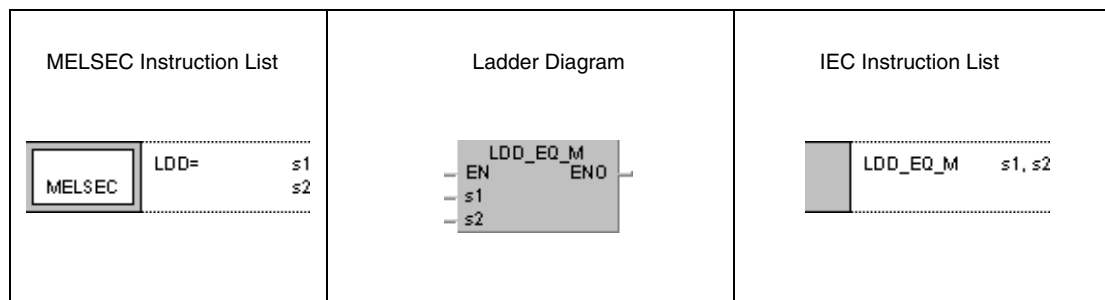 MELSEC Instruction List
Ladder Diagram
IEC Instruction List
MELSEC
LDD= s1
s2
LDD_EQ_M
EN ENO
s1
s2
LDD_EQ_M s1, s2